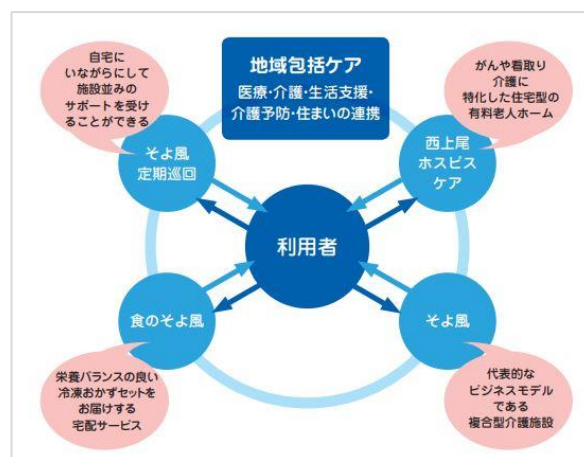 地域包括ケア
医療・介護・生活支援・
介護予防・住まいの連携
自宅に
いながらにして
施設並みの
サポートを受け
ることができる
そよ風
定期巡回
がんや看取り
介護に
特化した住宅型の
有料老人ホーム
西上尾
ホスピス
ケア
利用者
食のそよ風
栄養バランスの良い
冷凍おかずセットを
お届けする
宅配サービス
そよ風
代表的な
ビジネスモデル
である
複合型介護施設